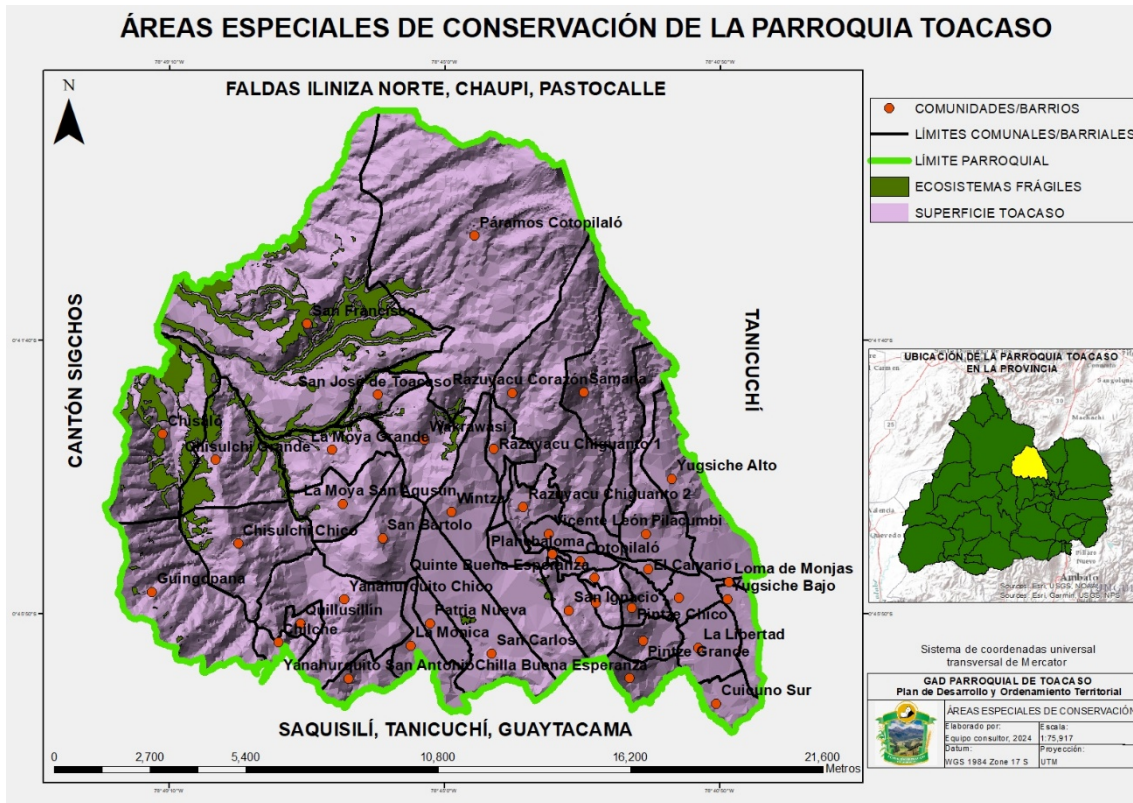 ÁREAS ESPECIALES DE CONSERVACIÓN DE LA PARROQUIA TOACASO
N
FALDAS ILINIZA NORTE, CHAUPI, PASTOCALLE
CANTÓN SIGCHOS
TANICUCHÍ
SAQUISILÍ, TANICUCHÍ, GUAYTACAMA
Páramos Cotopilaló
San Francisco
San José de Toacaso
Razuyacu Corazón
Samana
Chisaló
Chisulchi Grande
La Moya Grande
Wakrawasi
Razuyacu Chiguanto 1
Yugsiche Alto
La Moya San Agustín
Wintza
Razuyacu Chiguanto 2
Chisulchi Chico
San Bartolo
Vicente León
Pilacumbi
Planchaloma
Cotopilaló
Guingopana
Quinte Buena Esperanza
El Calvario
Loma de Monjas
Yanahurquito Chico
Yugsiche Bajo
Quillusillín
Patria Nueva
San Ignacio
Pintze Chico
Chilche
La Mónica
San Carlos
La Libertad
Pintze Grande
Yanahurquito San Antonio
Chilla Buena Esperanza
Cuicuno Sur
0 2,700 5,400 10,800 16,200 21,600
Metros
COMUNIDADES/BARRIOS
LÍMITES COMUNALES/BARRIALES
LÍMITE PARROQUIAL
ECOSISTEMAS FRÁGILES
SUPERFICIE TOACASO
UBICACIÓN DE LA PARROQUIA TOACASO
EN LA PROVINCIA
Machachi
Ambato
Sistema de coordenadas universal
transversal de Mercator
GAD PARROQUIAL DE TOACASO
Plan de Desarrollo y Ordenamiento Territorial
ÁREAS ESPECIALES DE CONSERVACIÓN
Elaborado por:
Equipo consultor, 2024
Escala:
1:75,917
Datum:
WGS 1984 Zone 17 S
Proyección:
UTM